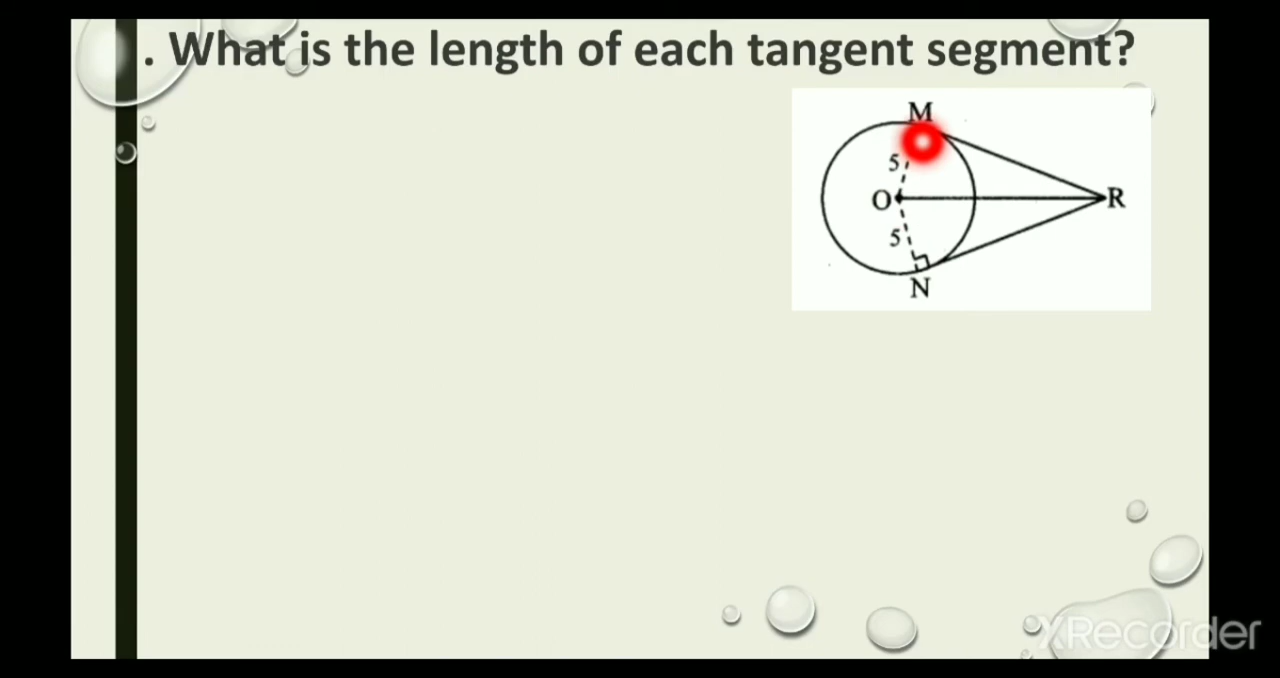 . What is the length of each tangent segment?
M
5
O
R
5
N
XRecorder